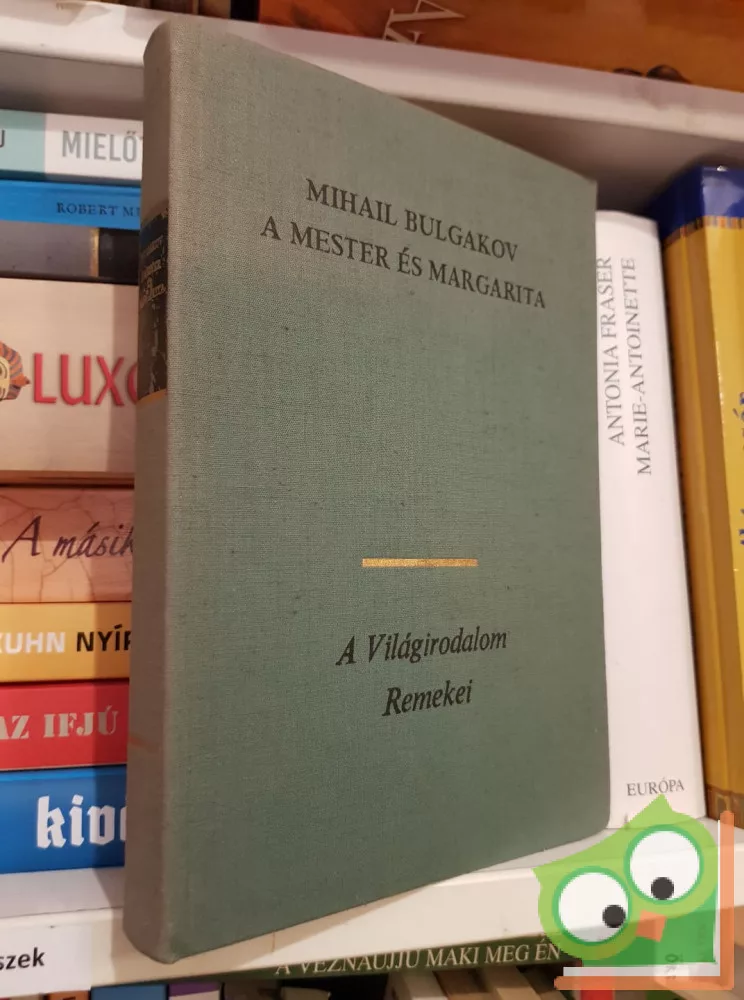 MIHAIL BULGAKOV
A MESTER ÉS MARGARITA
A Világirodalom
Remekei
MIELŐ
ROBERT M
LUXO
A másik
KUHN NYÍR
AZ IFJÚ
kiv
szek
ANTONIA FRASER
MARIE-ANTOINETTE
EURÓPA
A VÉZNAUJJÚ MAKI MEG ÉN